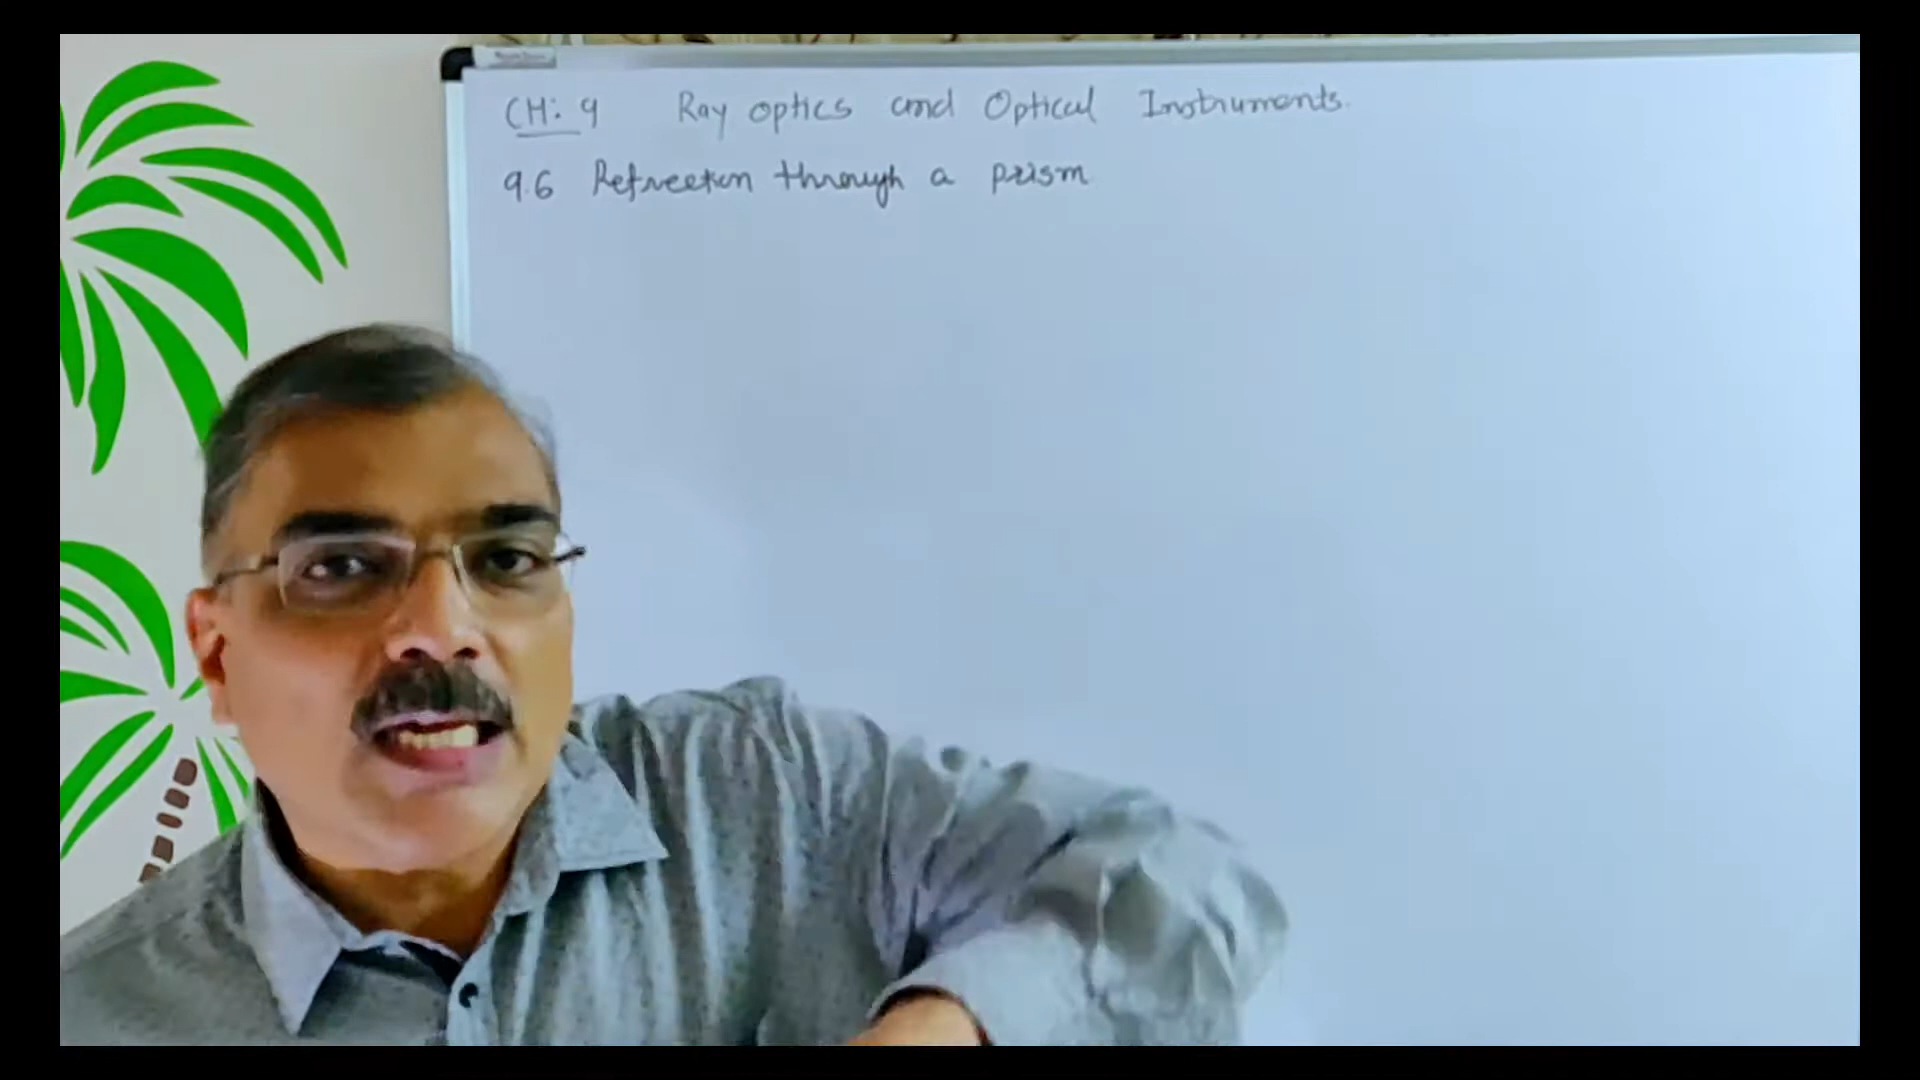 CH: 9 Ray optics and Optical Instruments.
9.6 Refraction through a prism